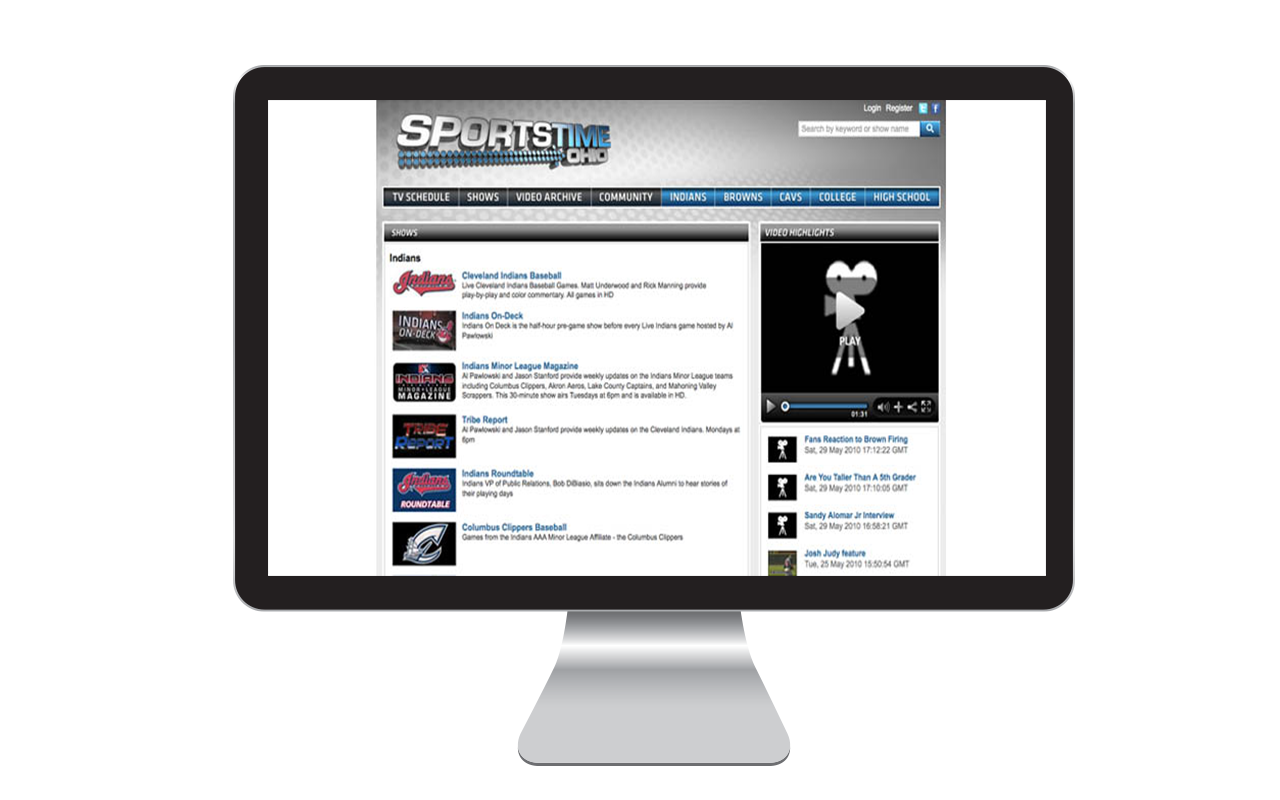 Login Register
SPORTSTIME
OHIO
Search by keyword or show name
TV SCHEDULE SHOWS VIDEO ARCHIVE COMMUNITY INDIANS BROWNS CAVS COLLEGE HIGH SCHOOL
SHOWS
Indians
Indians
Cleveland Indians Baseball
Live Cleveland Indians Baseball Games. Matt Underwood and Rick Manning provide
play-by-play and color commentary. All games in HD
INDIANS
ON-DECK
Indians On-Deck
Indians On Deck is the half-hour pre-game show before every Live Indians game hosted by Al
Pawlowski
INDIANS
MINOR LEAGUE
MAGAZINE
Indians Minor League Magazine
Al Pawlowski and Jason Stanford provide weekly updates on the Indians Minor League teams
including Columbus Clippers, Akron Aeros, Lake County Captains, and Mahoning Valley
Scrappers. This 30-minute show airs Tuesdays at 6pm and is available in HD.
TRIBE
REPORT
Tribe Report
Al Pawlowski and Jason Stanford provide weekly updates on the Cleveland Indians. Mondays at
6pm
Indians
ROUNDTABLE
Indians Roundtable
Indians VP of Public Relations, Bob DiBiasio, sits down the Indians Alumni to hear stories of
their playing days
Columbus Clippers Baseball
Games from the Indians AAA Minor League Affiliate - the Columbus Clippers
VIDEO HIGHLIGHTS
PLAY
01:31
Fans Reaction to Brown Firing
Sat, 29 May 2010 17:12:22 GMT
Are You Taller Than A 5th Grader
Sat, 29 May 2010 17:10:05 GMT
Sandy Alomar Jr Interview
Sat, 29 May 2010 16:58:21 GMT
Josh Judy feature
Tue, 25 May 2010 15:50:54 GMT